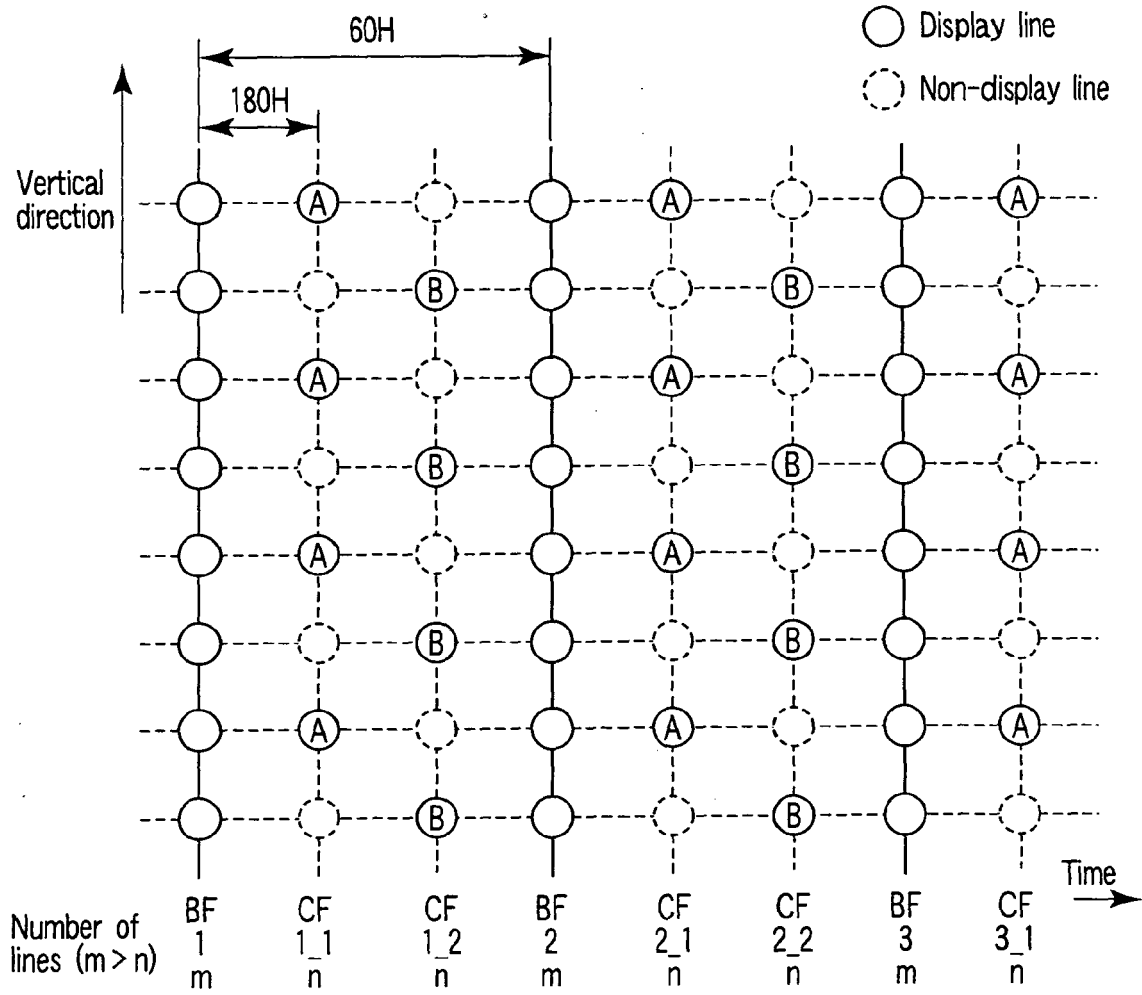 60H
Display line
Non-display line
180H
Vertical
direction
A A A
B B
A A A
B B
A A A
B B
A A A
B B
Time
BF CF CF BF CF CF BF CF
1 1_1 1_2 2 2_1 2_2 3 3_1
Number of
lines (m > n)
m n n m n n m n